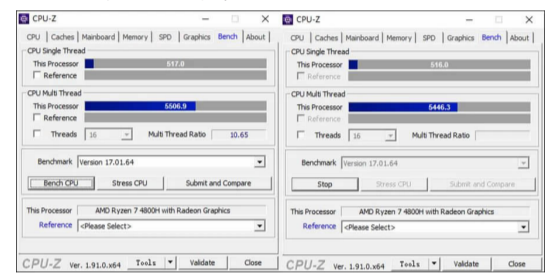 CPU-Z
CPU Caches Mainboard Memory SPD Graphics Bench About
CPU Single Thread
This Processor 517.0
Reference
CPU Multi Thread
This Processor 5506.9
Reference
Threads 16 Multi Thread Ratio 10.65
Benchmark Version 17.01.64
Bench CPU Stress CPU Submit and Compare
This Processor AMD Ryzen 7 4800H with Radeon Graphics
Reference <Please Select>
CPU-Z Ver. 1.91.0.x64 Tools Validate Close
CPU-Z
CPU Caches Mainboard Memory SPD Graphics Bench About
CPU Single Thread
This Processor 516.0
Reference
CPU Multi Thread
This Processor 5446.3
Reference
Threads 16 Multi Thread Ratio
Benchmark Version 17.01.64
Stop Stress CPU Submit and Compare
This Processor AMD Ryzen 7 4800H with Radeon Graphics
Reference <Please Select>
CPU-Z Ver. 1.91.0.x64 Tools Validate Close